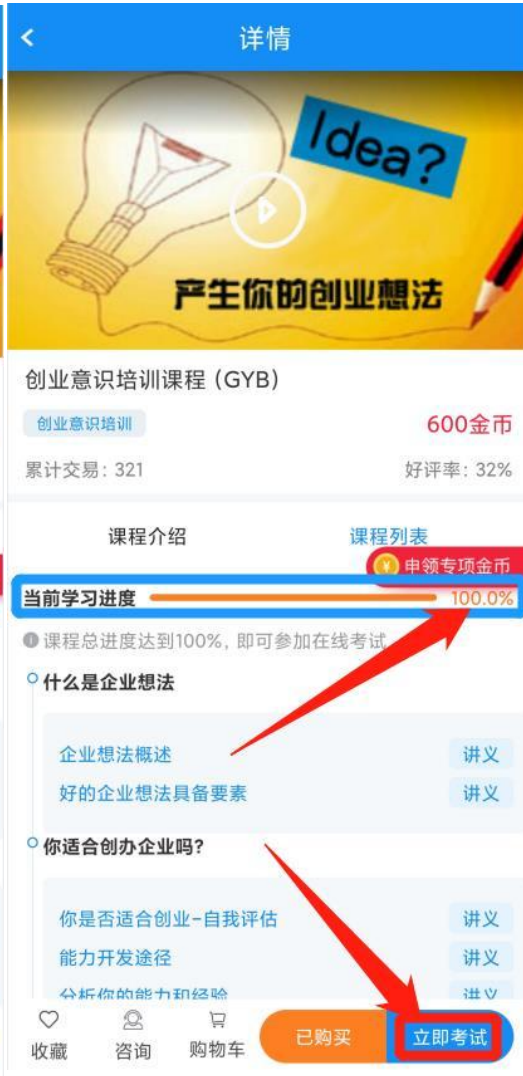 详情
Idea?
产生你的创业想法
创业意识培训课程（GYB）
创业意识培训
600金币
累计交易：321
好评率：32%
课程介绍
课程列表
申领专项金币
当前学习进度
100.0%
课程总进度达到100%，即可参加在线考试
什么是企业想法
企业想法概述
讲义
好的企业想法具备要素
讲义
你适合创办企业吗？
你是否适合创业-自我评估
讲义
能力开发途径
讲义
分析你的能力和经验
讲义
收藏
咨询
购物车
已购买
立即考试